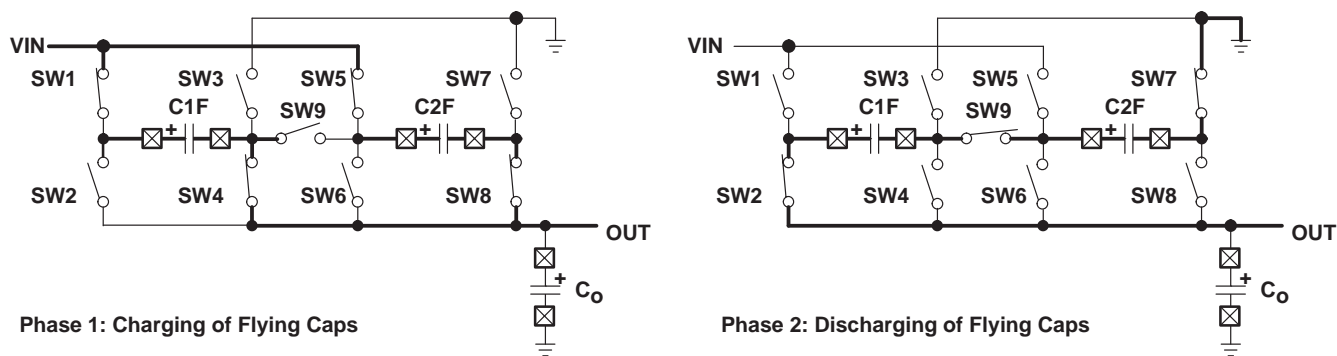 VIN
SW1
SW3
SW5
SW7
C1F
SW9
C2F
+
+
SW2
SW4
SW6
SW8
OUT
+
CO
Phase 1: Charging of Flying Caps
VIN
SW1
SW3
SW5
SW7
C1F
SW9
C2F
+
+
SW2
SW4
SW6
SW8
OUT
+
CO
Phase 2: Discharging of Flying Caps